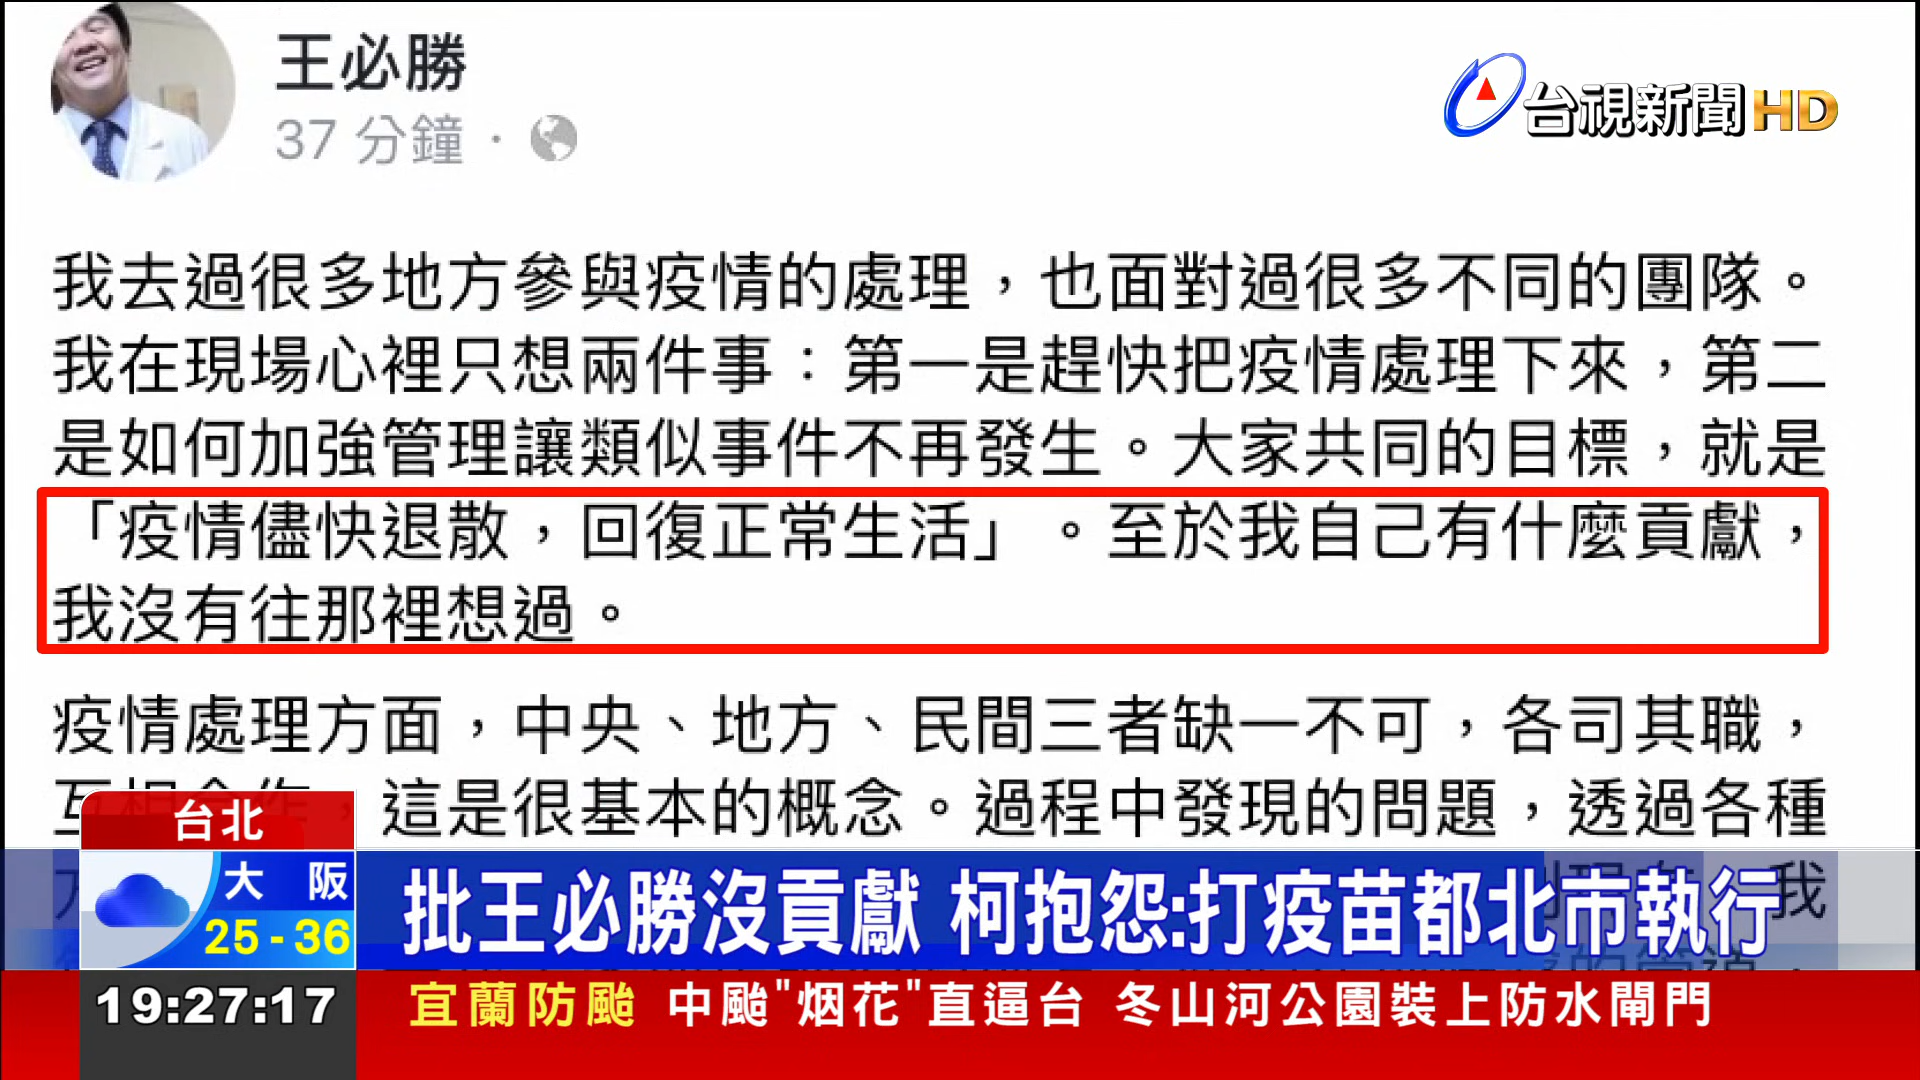 王必勝
37 分鐘 ·
台視新聞HD
我去過很多地方參與疫情的處理，也面對過很多不同的團隊。
我在現場心裡只想兩件事：第一是趕快把疫情處理下來，第二
是如何加強管理讓類似事件不再發生。大家共同的目標，就是
「疫情儘快退散，回復正常生活」。至於我自己有什麼貢獻，
我沒有往那裡想過。
疫情處理方面，中央、地方、民間三者缺一不可，各司其職，
互相合作，這是很基本的概念。過程中發現的問題，透過各種
我
台北
大 阪
25-36
批王必勝沒貢獻 柯抱怨:打疫苗都北市執行
19:27:17
宜蘭防颱 中颱"烟花"直逼台 冬山河公園裝上防水閘門